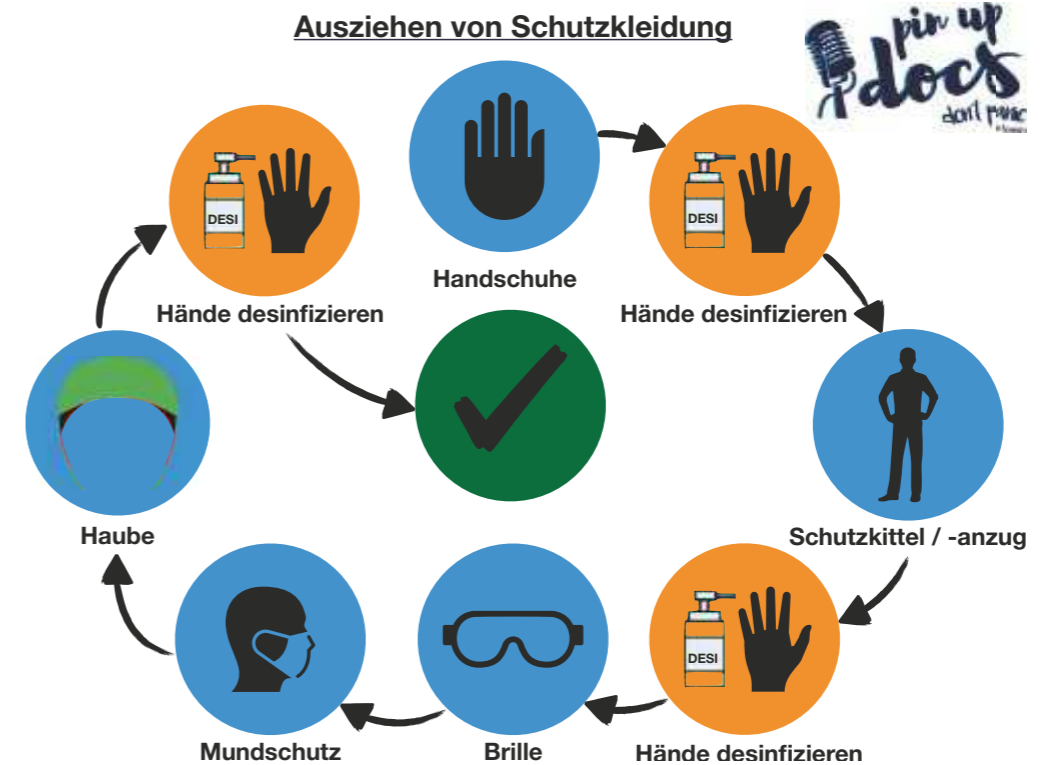 Ausziehen von Schutzkleidung
pin up
docs
don't panic
Handschuhe
DESI
Hände desinfizieren
Schutzkittel / -anzug
DESI
Hände desinfizieren
Brille
Mundschutz
Haube
DESI
Hände desinfizieren